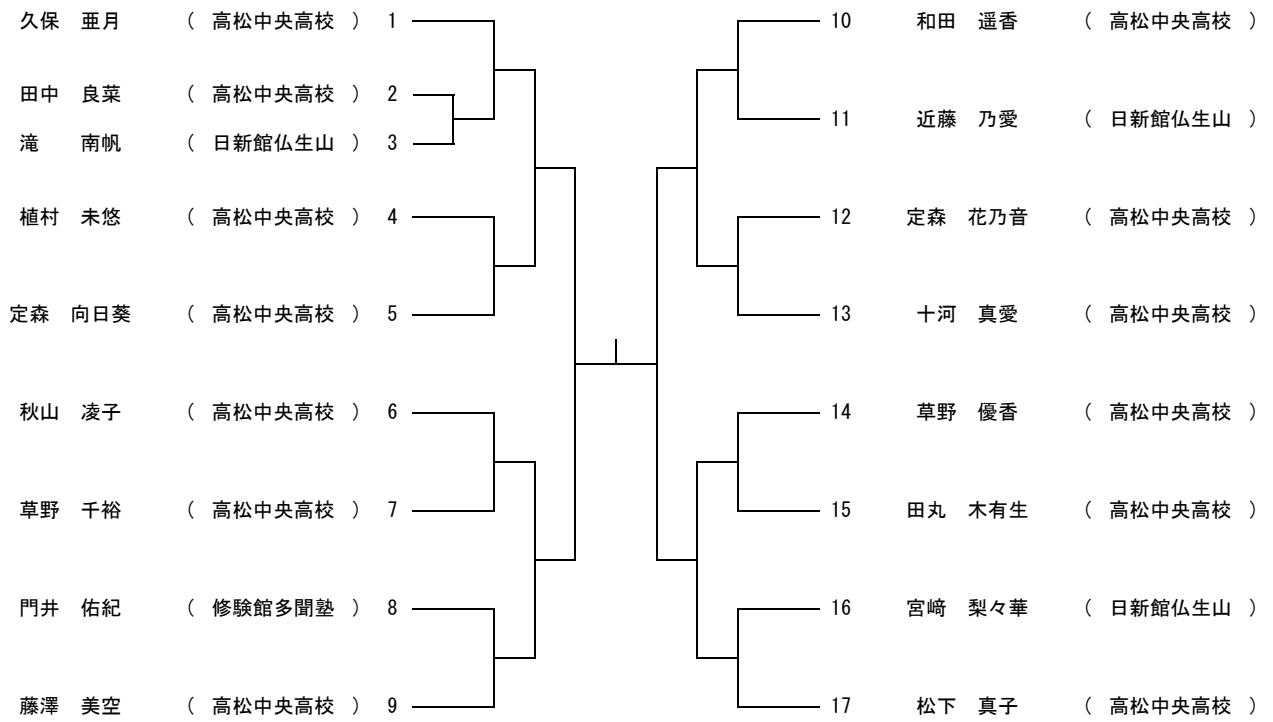 久保　亜月　（　高松中央高校　）　1
田中　良菜　（　高松中央高校　）　2
滝　　南帆　（　日新館仏生山　）　3
植村　未悠　（　高松中央高校　）　4
定森　向日葵　（　高松中央高校　）　5
秋山　凌子　（　高松中央高校　）　6
草野　千裕　（　高松中央高校　）　7
門井　佑紀　（　修験館多聞塾　）　8
藤澤　美空　（　高松中央高校　）　9
10　和田　遥香　（　高松中央高校　）
11　近藤　乃愛　（　日新館仏生山　）
12　定森　花乃音　（　高松中央高校　）
13　十河　真愛　（　高松中央高校　）
14　草野　優香　（　高松中央高校　）
15　田丸　木有生　（　高松中央高校　）
16　宮﨑　梨々華　（　日新館仏生山　）
17　松下　真子　（　高松中央高校　）